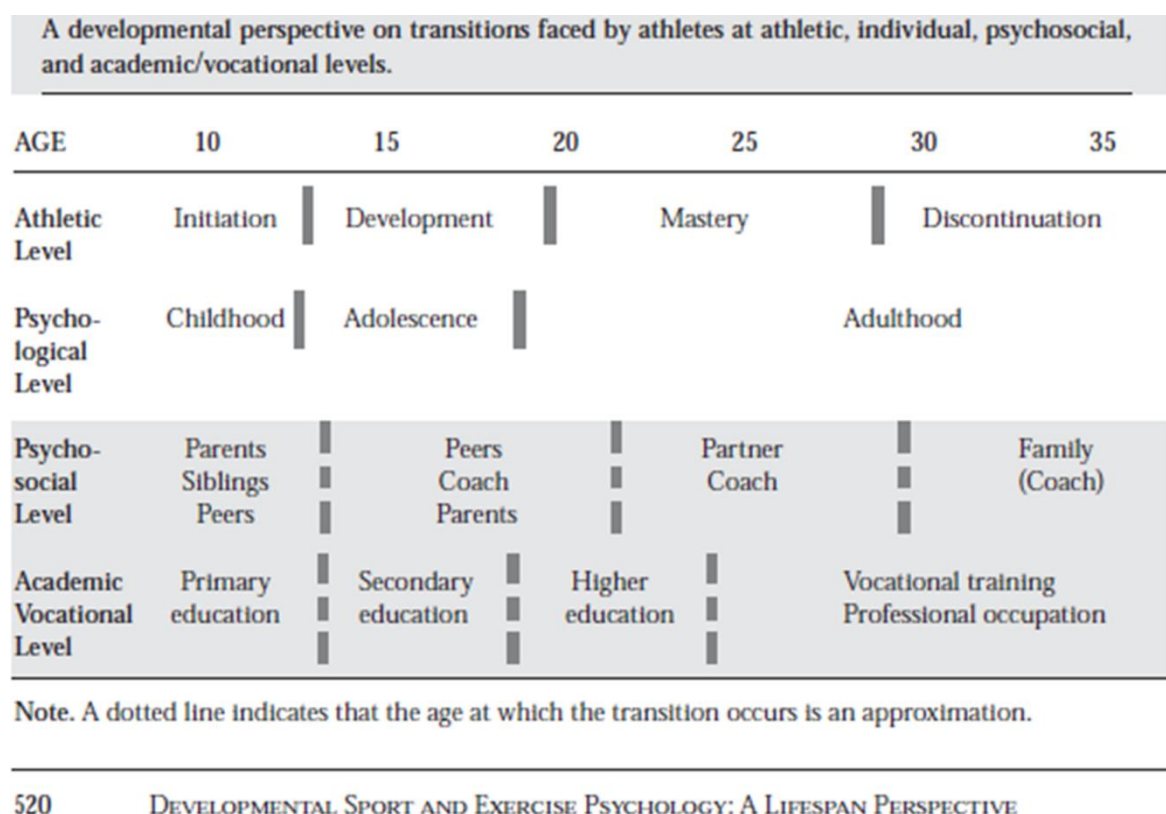 A developmental perspective on transitions faced by athletes at athletic, individual, psychosocial,
and academic/vocational levels.
AGE 10 15 20 25 30 35
Athletic Initiation Development Mastery Discontinuation
Level
Psycho- Childhood Adolescence Adulthood
logical
Level
Psycho- Parents Peers Partner Family
social Siblings Coach Coach (Coach)
Level Peers Parents
Academic Primary Secondary Higher Vocational training
Vocational education education education Professional occupation
Level
Note. A dotted line indicates that the age at which the transition occurs is an approximation.
520 DEVELOPMENTAL SPORT AND EXERCISE PSYCHOLOGY: A LIFESPAN PERSPECTIVE